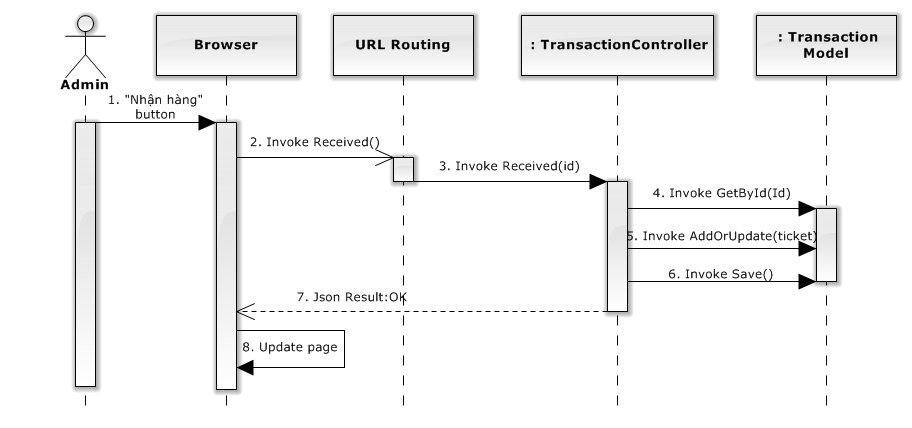 Browser
URL Routing
: TransactionController
: Transaction
Model
Admin
1. "Nhận hàng"
button
2. Invoke Received()
3. Invoke Received(id)
4. Invoke GetById(Id)
5. Invoke AddOrUpdate(ticket)
6. Invoke Save()
7. Json Result:OK
8. Update page